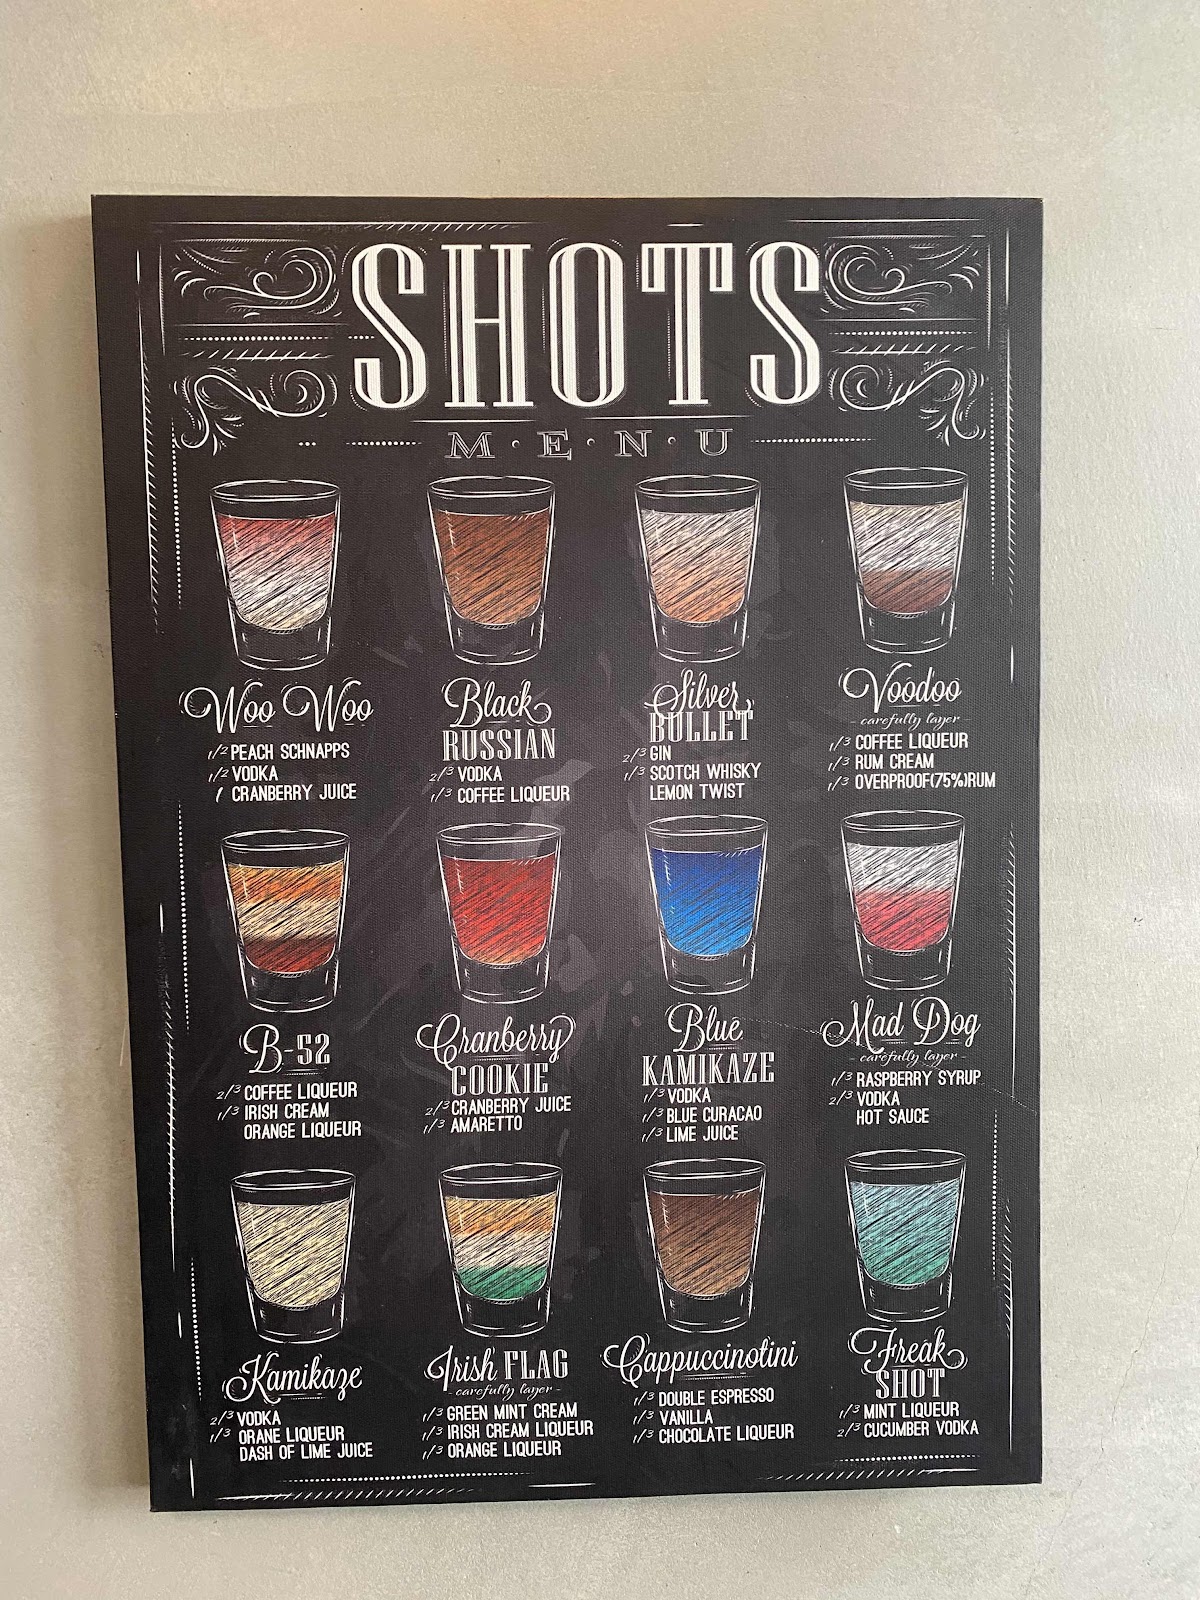 SHOTS
M·E·N·U
Woo Woo
1/2 PEACH SCHNAPPS
1/2 VODKA
1 CRANBERRY JUICE
Black
RUSSIAN
2/3 VODKA
1/3 COFFEE LIQUEUR
Silver
BULLET
2/3 GIN
1/3 SCOTCH WHISKY
LEMON TWIST
Voodoo
- carefully layer -
1/3 COFFEE LIQUEUR
1/3 RUM CREAM
1/3 OVERPROOF(75%)RUM
B-52
2/3 COFFEE LIQUEUR
1/3 IRISH CREAM
ORANGE LIQUEUR
Cranberry
COOKIE
2/3 CRANBERRY JUICE
1/3 AMARETTO
Blue
KAMIKAZE
1/3 VODKA
1/3 BLUE CURACAO
1/3 LIME JUICE
Mad Dog
- carefully layer -
1/3 RASPBERRY SYRUP
2/3 VODKA
HOT SAUCE
Kamikaze
2/3 VODKA
1/3 ORANE LIQUEUR
DASH OF LIME JUICE
Irish FLAG
- carefully layer -
1/3 GREEN MINT CREAM
1/3 IRISH CREAM LIQUEUR
1/3 ORANGE LIQUEUR
Cappuccinotini
1/3 DOUBLE ESPRESSO
1/3 VANILLA
1/3 CHOCOLATE LIQUEUR
Freak
SHOT
1/3 MINT LIQUEUR
2/3 CUCUMBER VODKA